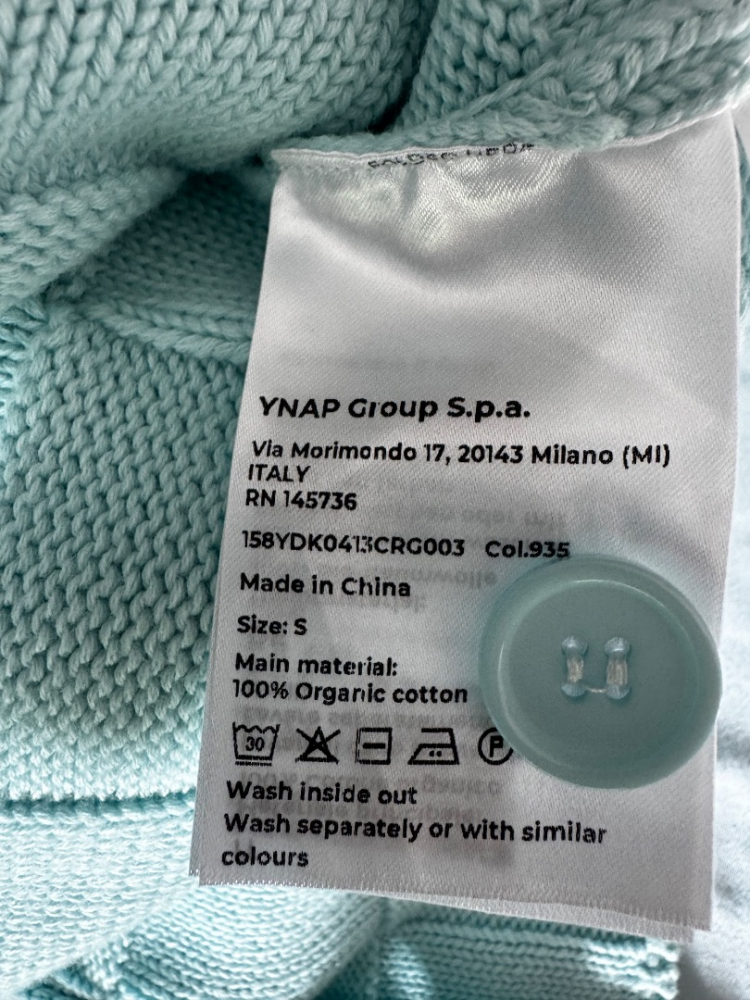 YNAP Group S.p.a.
Via Morimondo 17, 20143 Milano (MI)
ITALY
RN 145736
158YDK0413CRG003 Col.935
Made in China
Size: S
Main material:
100% Organic cotton
30 P
Wash inside out
Wash separately or with similar
colours